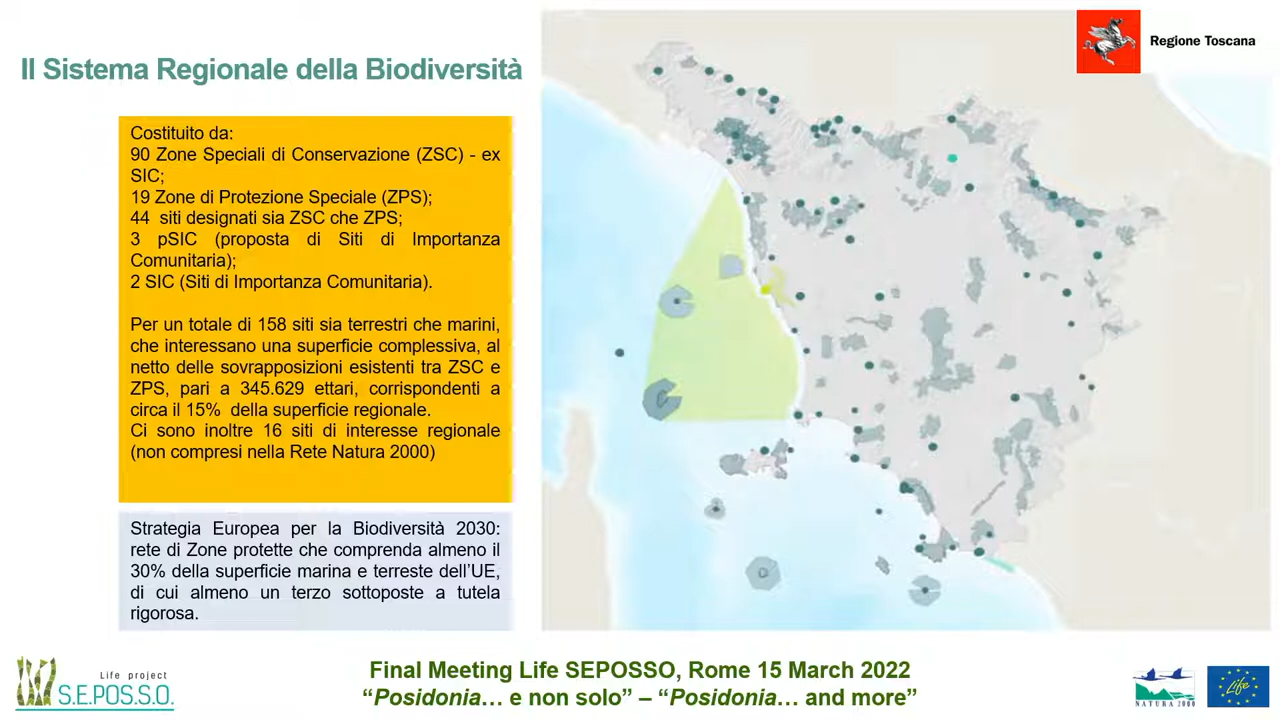 Regione Toscana
Il Sistema Regionale della Biodiversità
Costituito da:
90 Zone Speciali di Conservazione (ZSC) - ex
SIC;
19 Zone di Protezione Speciale (ZPS);
44 siti designati sia ZSC che ZPS;
3 pSIC (proposta di Siti di Importanza
Comunitaria);
2 SIC (Siti di Importanza Comunitaria).
Per un totale di 158 siti sia terrestri che marini,
che interessano una superficie complessiva, al
netto delle sovrapposizioni esistenti tra ZSC e
ZPS, pari a 345.629 ettari, corrispondenti a
circa il 15% della superficie regionale.
Ci sono inoltre 16 siti di interesse regionale
(non compresi nella Rete Natura 2000)
Strategia Europea per la Biodiversità 2030:
rete di Zone protette che comprenda almeno il
30% della superficie marina e terreste dell'UE,
di cui almeno un terzo sottoposte a tutela
rigorosa.
Life project
S.E.POS.S.O.
Final Meeting Life SEPOSSO, Rome 15 March 2022
“Posidonia… e non solo” – “Posidonia… and more”
NATURA 2000
Life